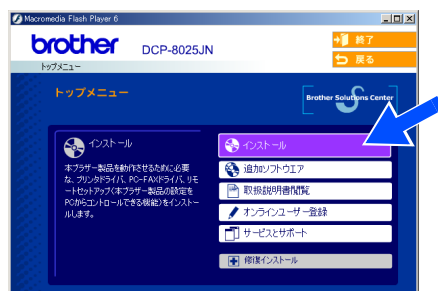 Macromedia Flash Player 6
brother
DCP-8025JN
終了
戻る
トップメニュー
トップメニュー
Brother Solutions Center
インストール
本ブラザー製品を動作させるために必要
な、プリンタドライバ、PC-FAXドライバ、リモ
ートセットアップ(本ブラザー製品の設定を
PCからコントロールできる機能)をインストー
ルします。
インストール
追加ソフトウエア
取扱説明書閲覧
オンラインユーザー登録
サービスとサポート
修復インストール